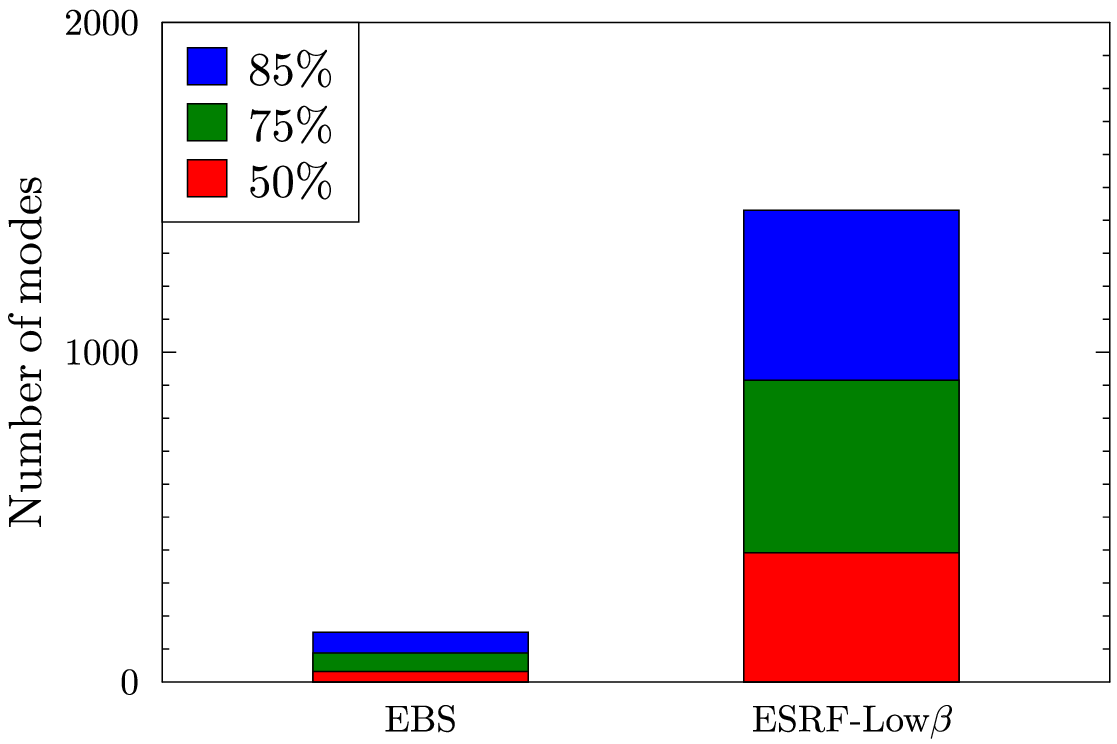 2000
85%
75%
50%
Number of modes
1000
0
EBS
ESRF-Lowβ